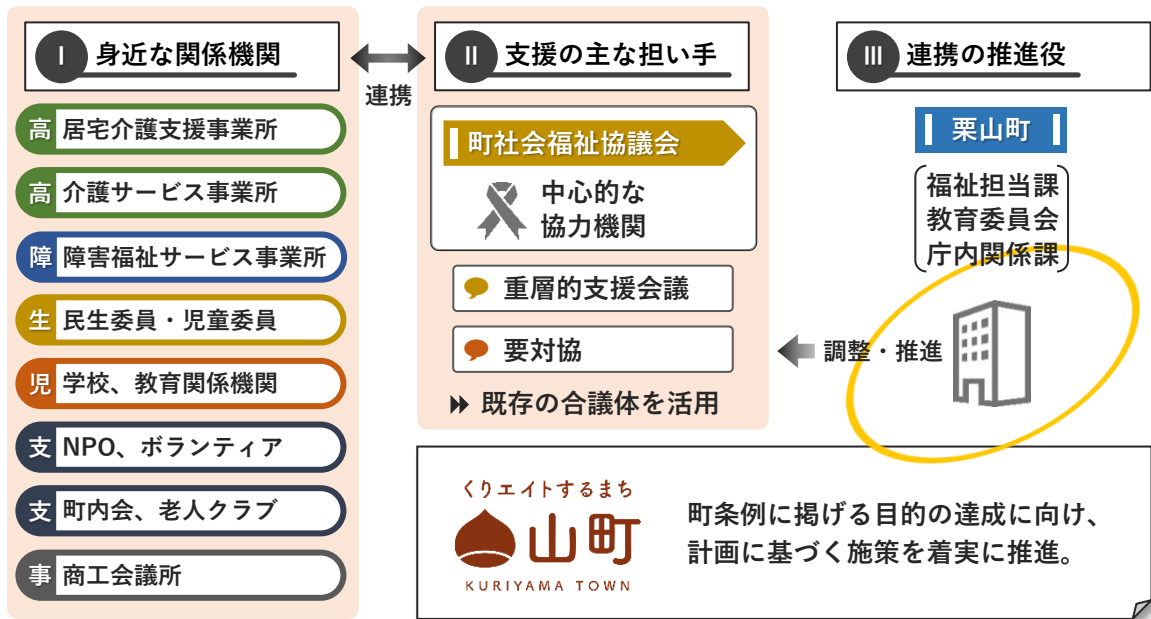 Ⅰ 身近な関係機関
高 居宅介護支援事業所
高 介護サービス事業所
障 障害福祉サービス事業所
生 民生委員・児童委員
児 学校、教育関係機関
支 NPO、ボランティア
支 町内会、老人クラブ
事 商工会議所
連携
Ⅱ 支援の主な担い手
町社会福祉協議会
中心的な
協力機関
重層的支援会議
要対協
既存の合議体を活用
Ⅲ 連携の推進役
栗山町
福祉担当課
教育委員会
庁内関係課
調整・推進
くりエイトするまち
山町
KURIYAMA TOWN
町条例に掲げる目的の達成に向け、
計画に基づく施策を着実に推進。